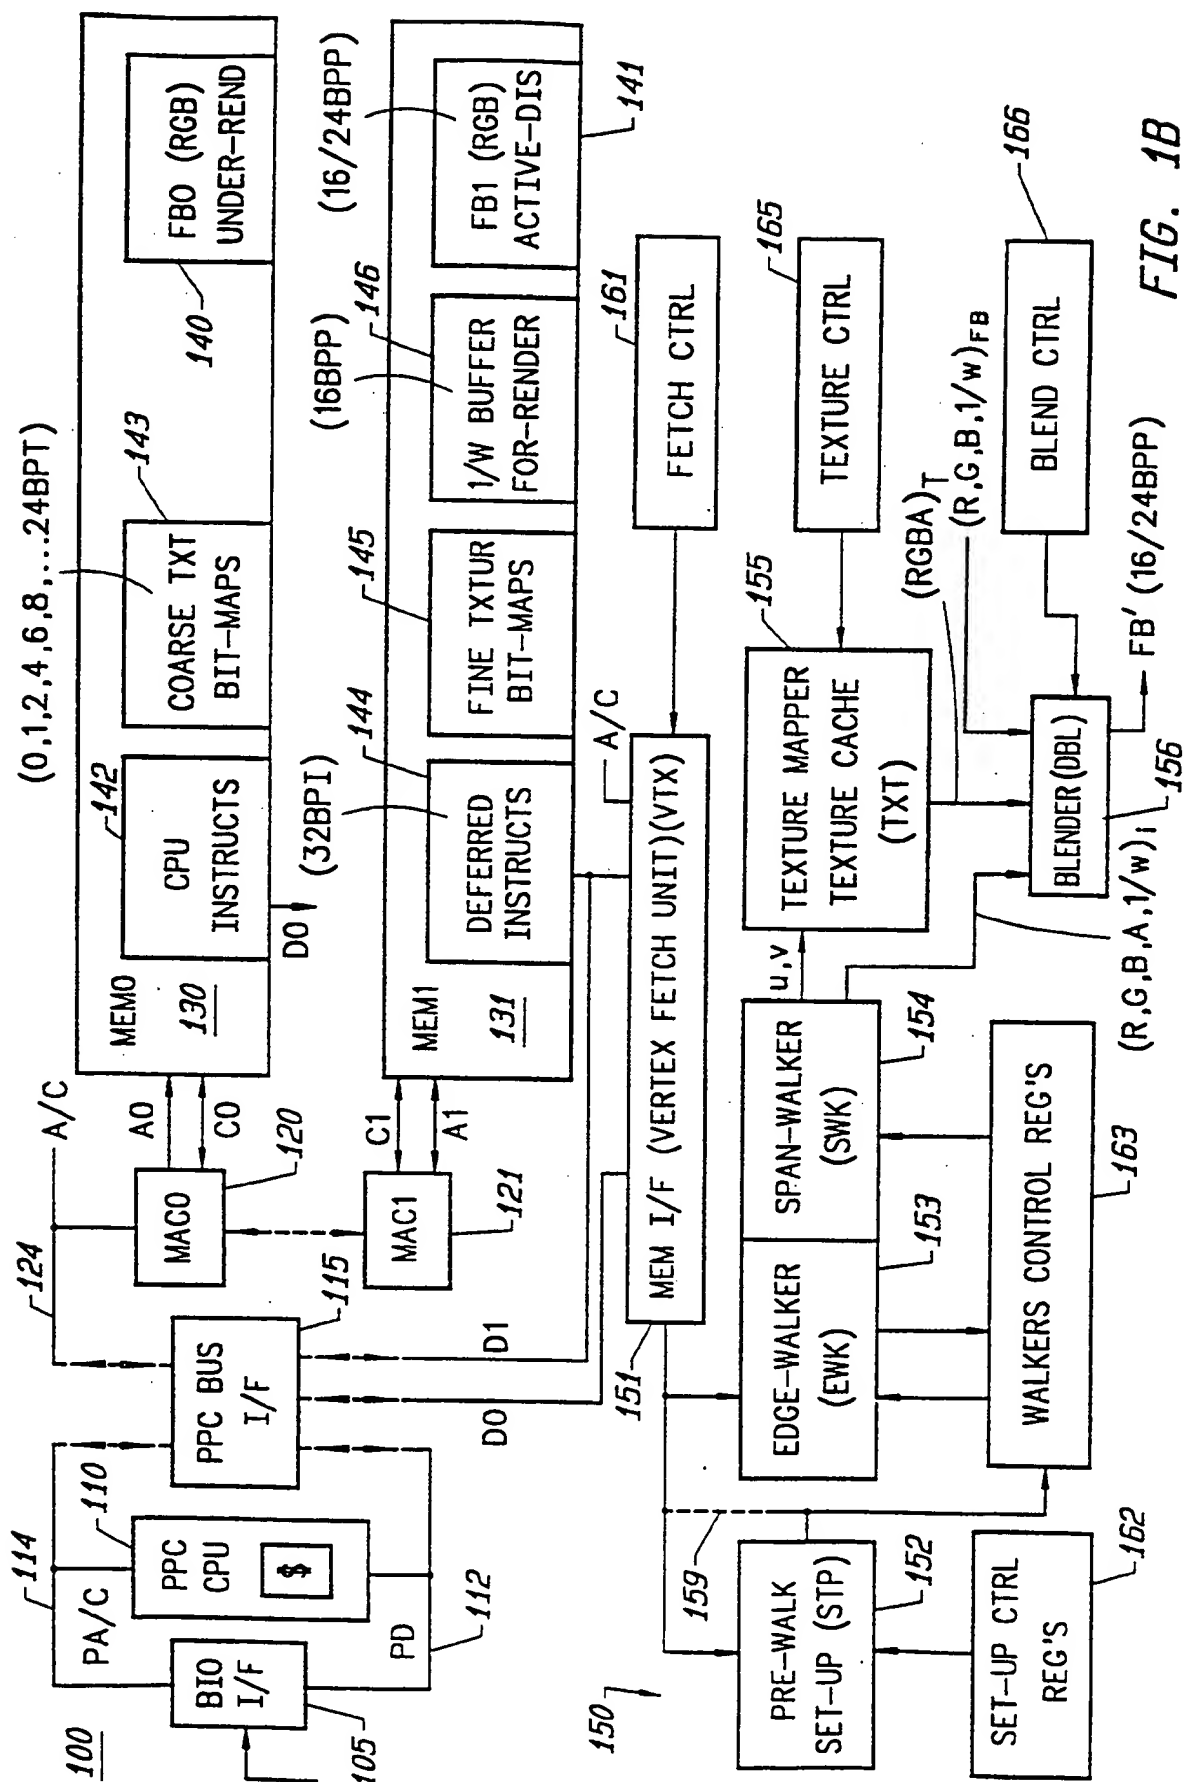 100
105
BIO
I/F
PA/C
114
110
PPC
CPU
$
PD
112
PPC BUS
I/F
115
124
A/C
MAC0
120
A0
C0
MAC1
121
C1
A1
D0
D1
MEM0
130
142
CPU
INSTRUCTS
D0
(0,1,2,4,6,8,...24BPT)
143
COARSE TXT
BIT-MAPS
140
FB0 (RGB)
UNDER-REND
MEM1
131
(32BPI)
144
DEFERRED
INSTRUCTS
145
FINE TXTUR
BIT-MAPS
(16BPP)
146
1/W BUFFER
FOR-RENDER
(16/24BPP)
FB1 (RGB)
ACTIVE-DIS
141
150
151
MEM I/F (VERTEX FETCH UNIT)(VTX)
A/C
161
FETCH CTRL
159
PRE-WALK
SET-UP (STP)
152
SET-UP CTRL
REG'S
162
EDGE-WALKER
(EWK)
153
SPAN-WALKER
(SWK)
154
WALKERS CONTROL REG'S
163
u,v
155
TEXTURE MAPPER
TEXTURE CACHE
(TXT)
165
TEXTURE CTRL
(RGBA)T
(R,G,B,1/w)FB
(R,G,B,A,1/w)i
BLENDER(DBL)
156
FB' (16/24BPP)
BLEND CTRL
166
FIG. 1B